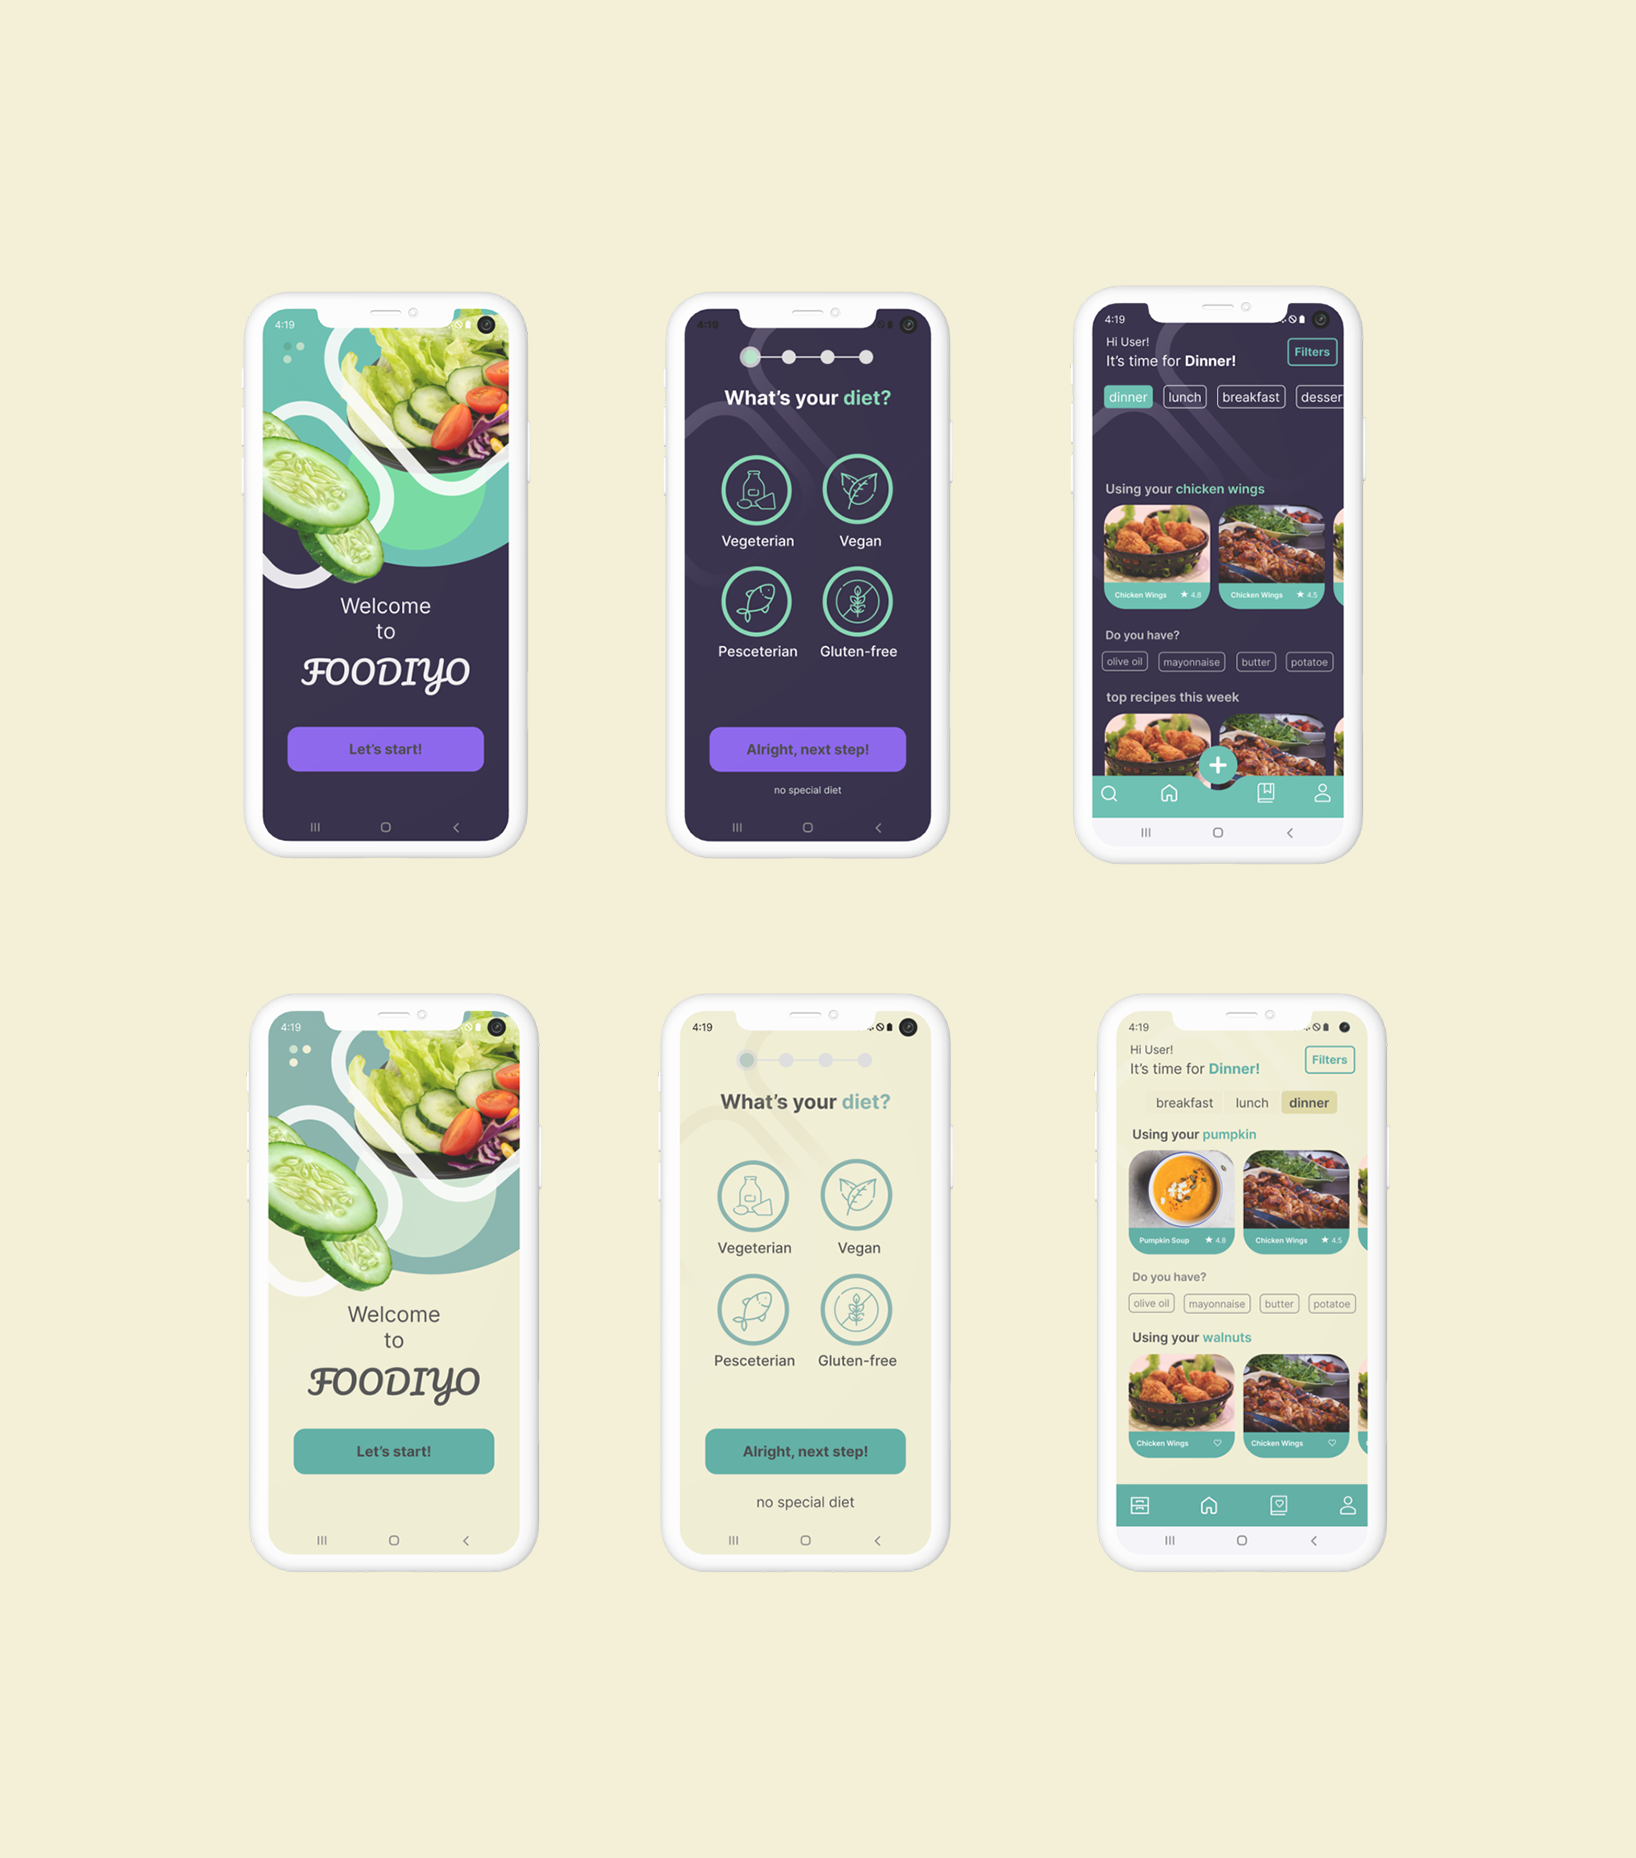 4:19
Welcome
to
FOODIYO
Let's start!
4:19
What's your diet?
Vegeterian
Vegan
Pesceterian
Gluten-free
Alright, next step!
no special diet
4:19
Hi User!
It's time for Dinner!
Filters
dinner
lunch
breakfast
desser
Using your chicken wings
Chicken Wings
★ 4.8
Chicken Wings
★ 4.5
Do you have?
olive oil
mayonnaise
butter
potatoe
top recipes this week
4:19
Welcome
to
FOODIYO
Let's start!
4:19
What's your diet?
Vegeterian
Vegan
Pesceterian
Gluten-free
Alright, next step!
no special diet
4:19
Hi User!
It's time for Dinner!
Filters
breakfast
lunch
dinner
Using your pumpkin
Pumpkin Soup
★ 4.8
Chicken Wings
★ 4.5
Do you have?
olive oil
mayonnaise
butter
potatoe
Using your walnuts
Chicken Wings
Chicken Wings